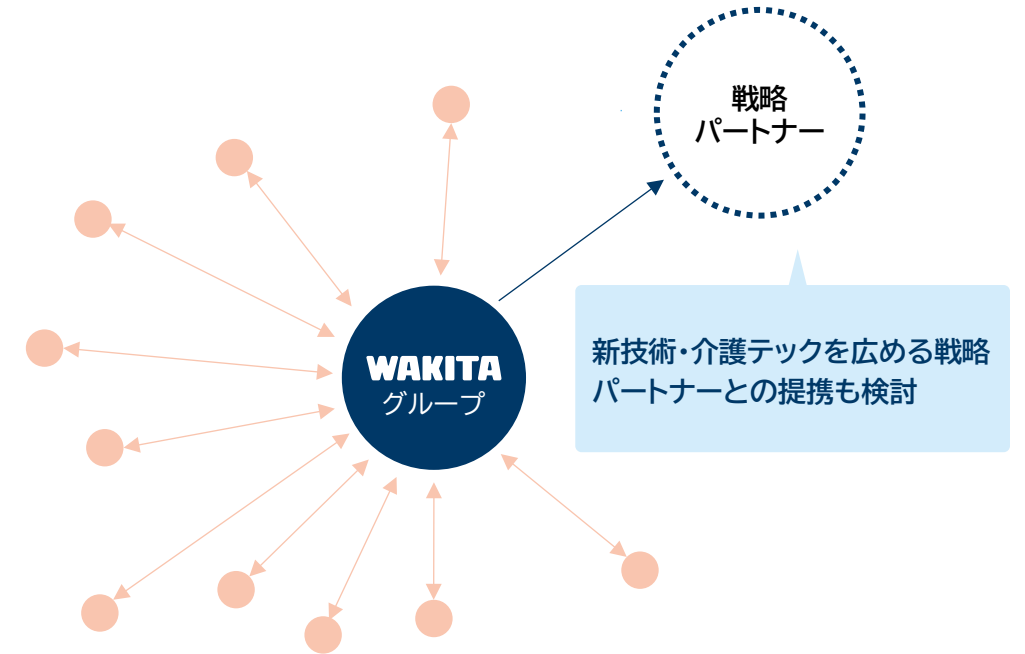 戦略
パートナー
WAKITA
グループ
新技術・介護テックを広める戦略
パートナーとの提携も検討